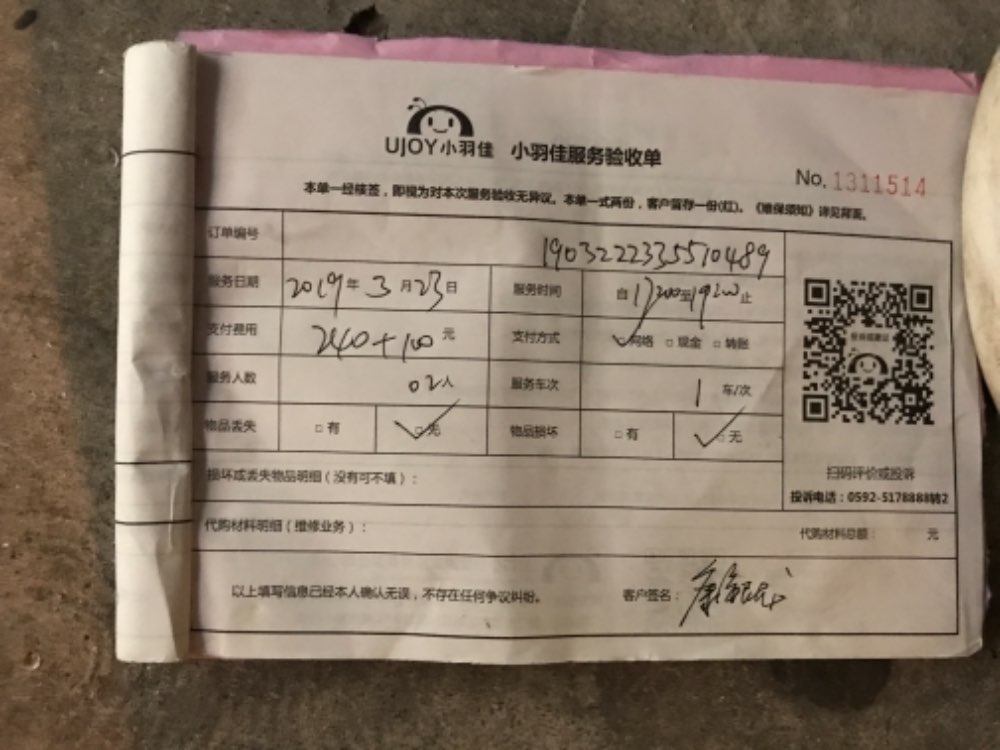 UJOY小羽佳 小羽佳服务验收单
No. 1311514
本单一经核签，即视为对本次服务验收无异议。本单一式两份，客户留存一份(红)。《维保须知》详见背面。
订单编号 1903222335510489
服务日期 2019年3月23日 服务时间 自17:00至19:00止
支付费用 240+100元 支付方式 ✓网络 □现金 □转账
服务人数 02人 服务车次 1车/次
物品丢失 □有 ✓无 物品损坏 □有 ✓无
损坏或丢失物品明细（没有可不填）：
扫码评价或投诉
投诉电话：0592-5178888转2
代购材料明细（维修业务）： 代购材料总额： 元
以上填写信息已经本人确认无误，不存在任何争议纠纷。 客户签名：